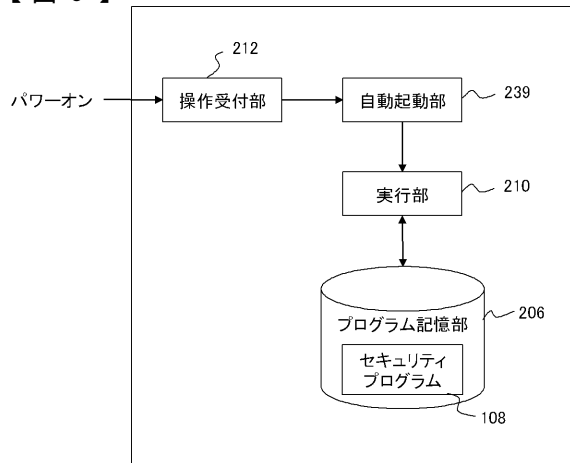 212
パワーオン
操作受付部
自動起動部
239
実行部
210
プログラム記憶部
206
セキュリティ
プログラム
108